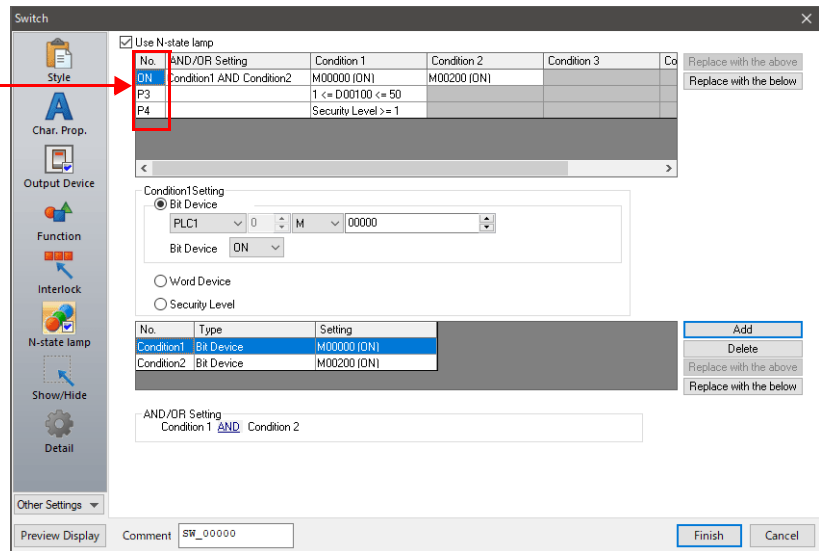 Switch
Style
Char. Prop.
Output Device
Function
Interlock
N-state lamp
Show/Hide
Detail
Other Settings
Preview Display
Use N-state lamp
No. AND/OR Setting Condition 1 Condition 2 Condition 3 Co
ON Condition1 AND Condition2 M00000 (ON) M00200 (ON)
P3 1 <= D00100 <= 50
P4 Security Level >= 1
Replace with the above
Replace with the below
Condition1Setting
Bit Device
PLC1 0 M 00000
Bit Device ON
Word Device
Security Level
No. Type Setting
Condition1 Bit Device M00000 (ON)
Condition2 Bit Device M00200 (ON)
Add
Delete
Replace with the above
Replace with the below
AND/OR Setting
Condition 1 AND Condition 2
Comment SW_00000
Finish Cancel